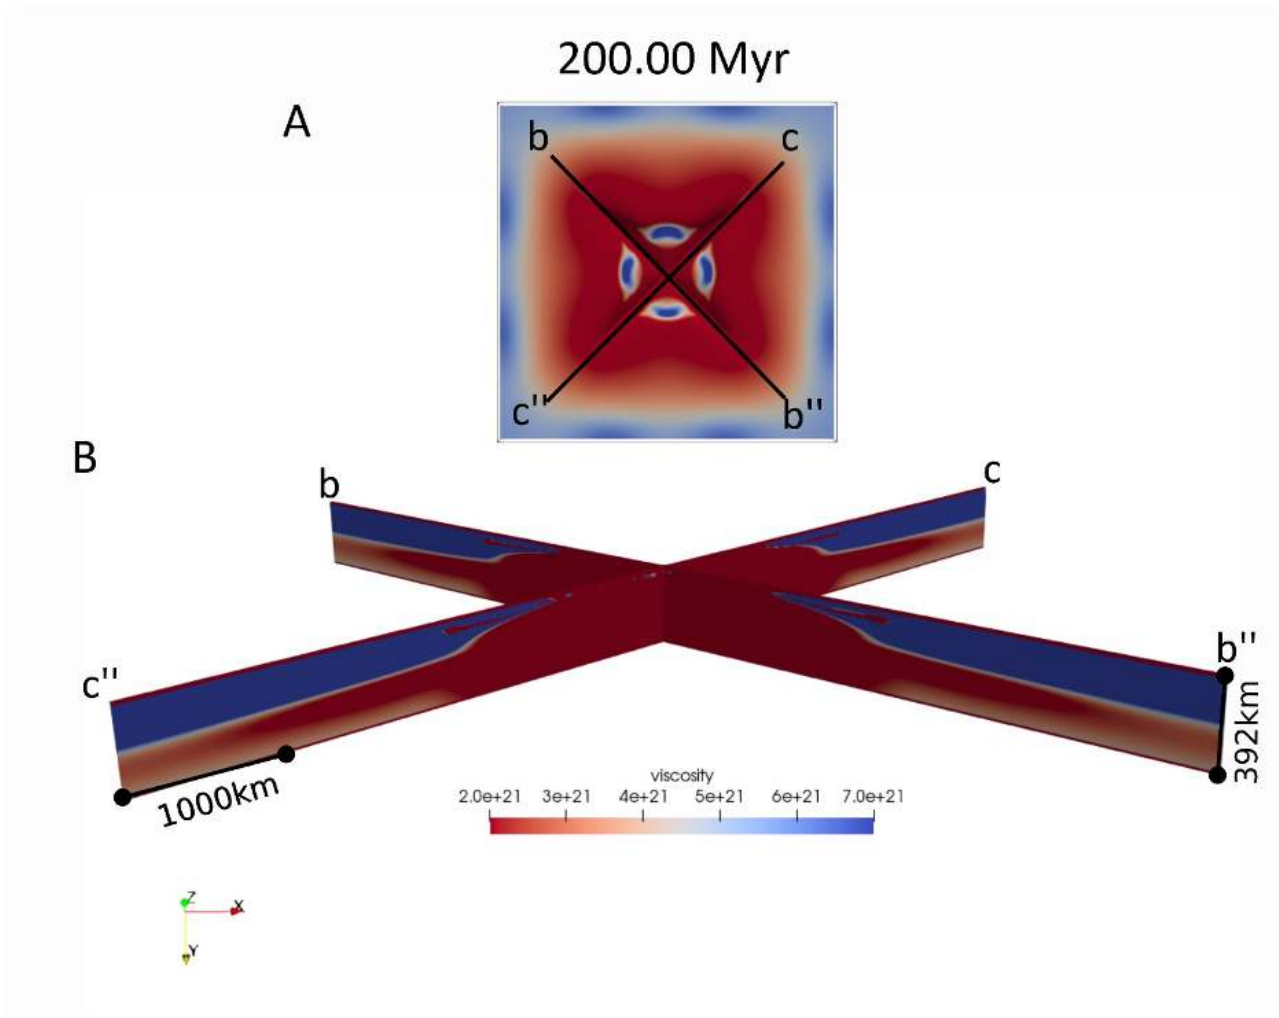 200.00 Myr
A
b
c
c''
b''
B
b
c
c''
b''
392km
1000km
viscosity
2.0e+21 3e+21 4e+21 5e+21 6e+21 7.0e+21
Z
X
Y